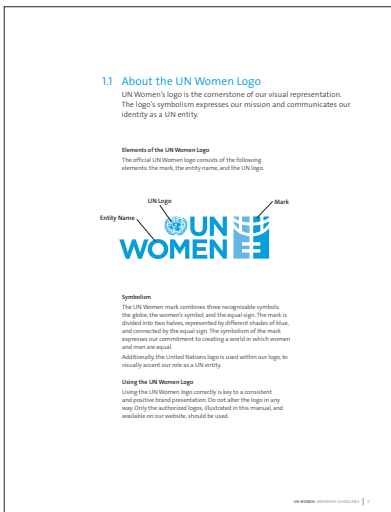 1.1 About the UN Women Logo
UN Women's logo is the cornerstone of our visual representation.
The logo's symbolism expresses our mission and communicates our
identity as a UN entity.
Elements of the UN Women Logo
The official UN Women logo consists of the following
elements: the mark, the entity name, and the UN logo.
UN Logo
Mark
Entity Name
UN
WOMEN
Symbolism
The UN Women mark combines three recognizable symbols:
the globe, the women's symbol, and the equal sign. The mark is
divided into two halves, represented by different shades of blue,
and connected by the equal sign. The symbolism of the mark
expresses our commitment to creating a world in which women
and men are equal.
Additionally, the United Nations logo is used within our logo, to
visually accent our role as a UN entity.
Using the UN Women Logo
Using the UN Women logo correctly is key to a consistent
and positive brand presentation. Do not alter the logo in any
way. Only the authorized logos, illustrated in this manual, and
available on our website, should be used.
UN WOMEN: BRANDING GUIDELINES